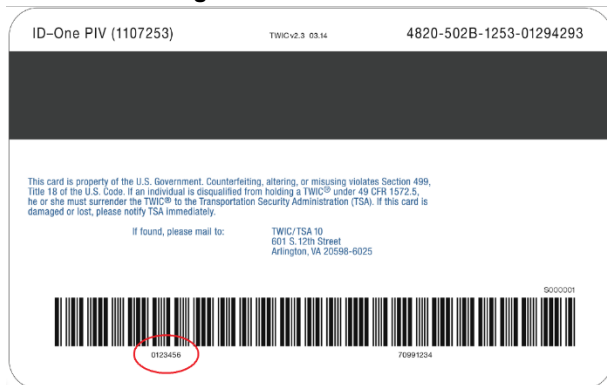 ID-One PIV (1107253) TWIC v2.3 03.14 4820-502B-1253-01294293
This card is property of the U.S. Government. Counterfeiting, altering, or misusing violates Section 499,
Title 18 of the U.S. Code. If an individual is disqualified from holding a TWIC® under 49 CFR 1572.5,
he or she must surrender the TWIC® to the Transportation Security Administration (TSA). If this card is
damaged or lost, please notify TSA immediately.
If found, please mail to: TWIC/TSA 10
601 S. 12th Street
Arlington, VA 20598-6025
S000001
0123456 70991234